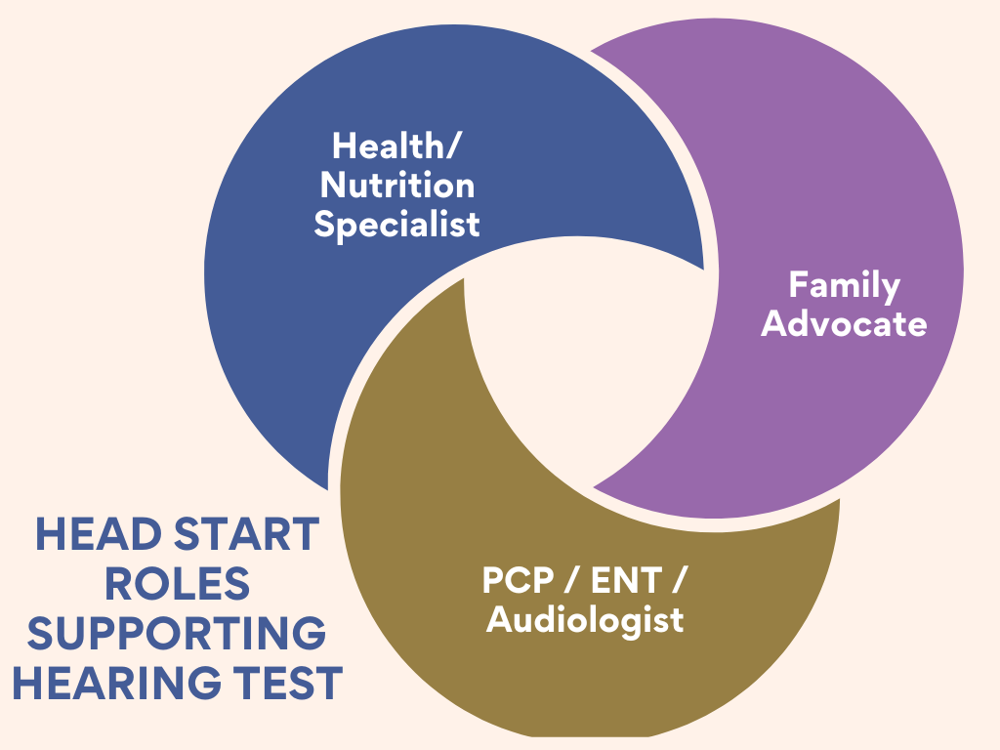 Health/
Nutrition
Specialist
Family
Advocate
PCP / ENT /
Audiologist
HEAD START
ROLES
SUPPORTING
HEARING TEST